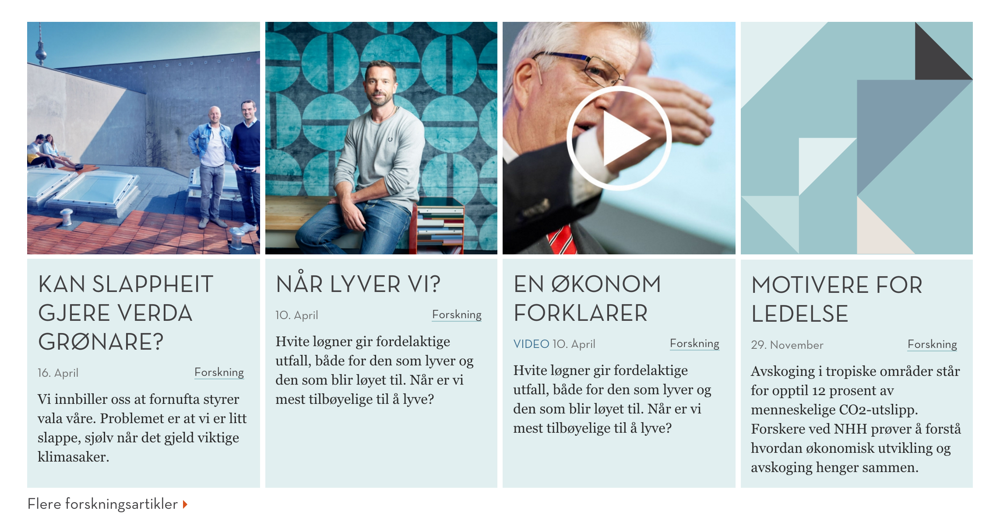 KAN SLAPPHEIT
GJERE VERDA
GRØNARE?
16. April
Forskning
Vi innbiller oss at fornufta styrer
vala våre. Problemet er at vi er litt
slappe, sjølv når det gjeld viktige
klimasaker.
NÅR LYVER VI?
10. April
Forskning
Hvite løgner gir fordelaktige
utfall, både for den som lyver og
den som blir løyet til. Når er vi
mest tilbøyelige til å lyve?
EN ØKONOM
FORKLARER
VIDEO 10. April
Forskning
Hvite løgner gir fordelaktige
utfall, både for den som lyver og
den som blir løyet til. Når er vi
mest tilbøyelige til å lyve?
MOTIVERE FOR
LEDELSE
29. November
Forskning
Avskoging i tropiske områder står
for opptil 12 prosent av
menneskelige CO2-utslipp.
Forskere ved NHH prøver å forstå
hvordan økonomisk utvikling og
avskoging henger sammen.
Flere forskningsartikler